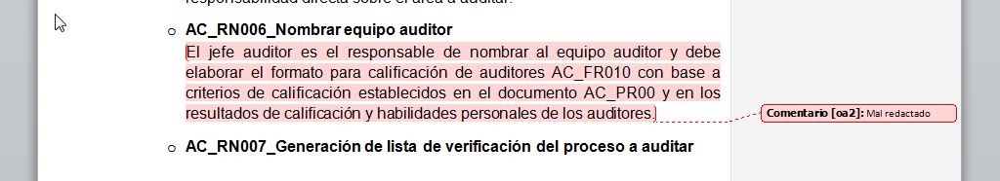 responsabilidad directa sobre el área a auditar.
o AC_RN006_Nombrar equipo auditor
El jefe auditor es el responsable de nombrar al equipo auditor y debe
elaborar el formato para calificación de auditores AC_FR010 con base a
criterios de calificación establecidos en el documento AC_PR00 y en los
resultados de calificación y habilidades personales de los auditores.
Comentario [oa2]: Mal redactado
o AC_RN007_Generación de lista de verificación del proceso a auditar